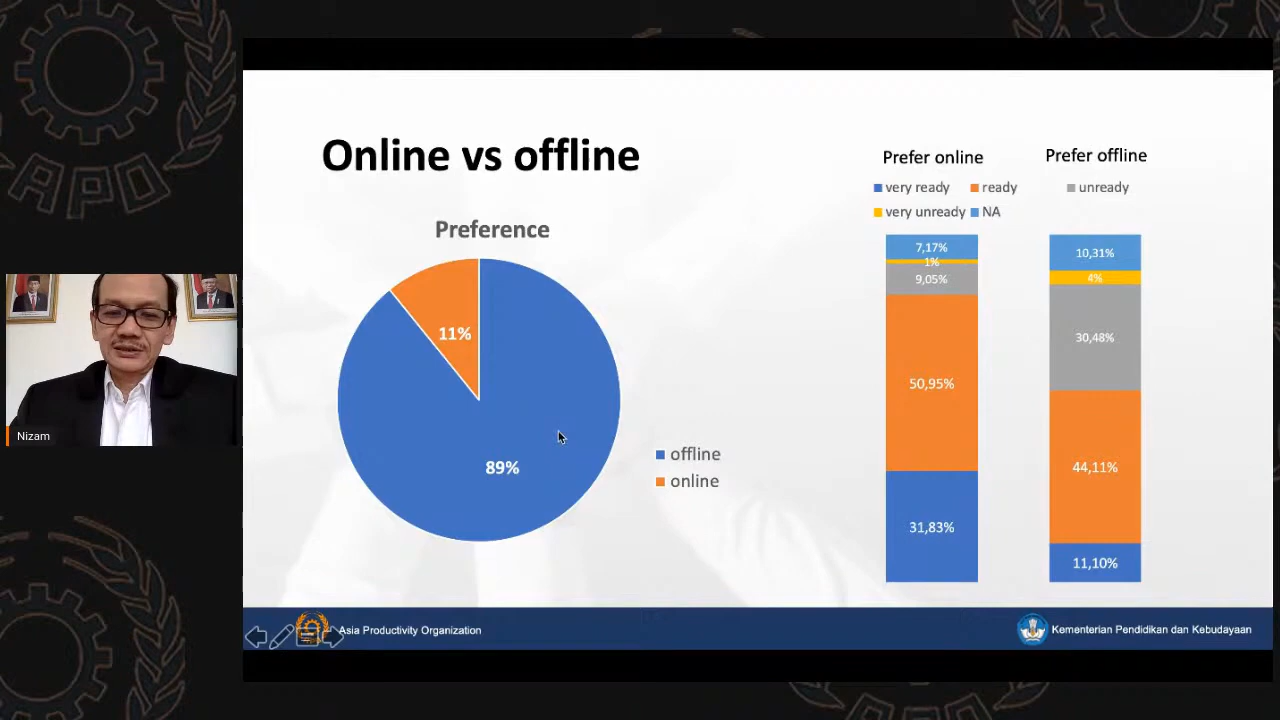 APO
Online vs offline
Preference
11%
89%
offline
online
Prefer online
Prefer offline
very ready
ready
unready
very unready
NA
7,17%
1%
9,05%
50,95%
31,83%
10,31%
4%
30,48%
44,11%
11,10%
Nizam
Asia Productivity Organization
Kementerian Pendidikan dan Kebudayaan